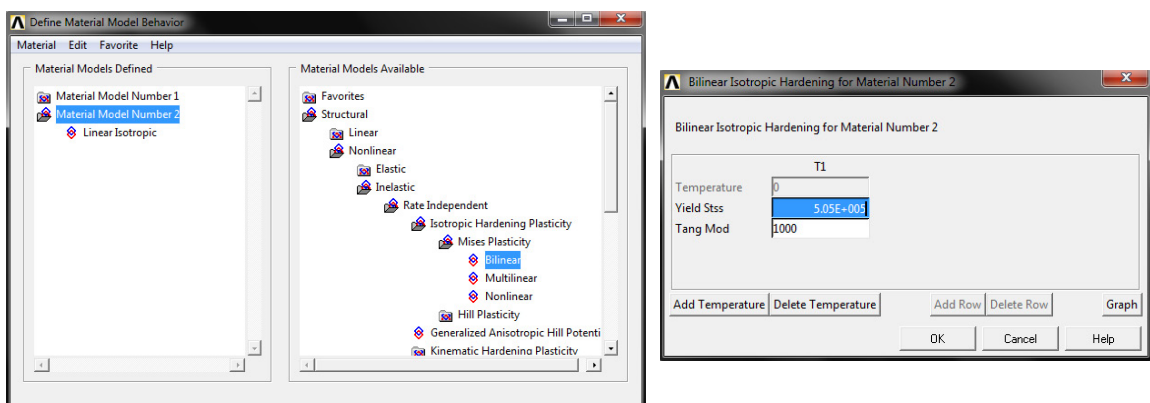 Define Material Model Behavior
Material Edit Favorite Help
Material Models Defined
Material Model Number 1
Material Model Number 2
Linear Isotropic
Material Models Available
Favorites
Structural
Linear
Nonlinear
Elastic
Inelastic
Rate Independent
Isotropic Hardening Plasticity
Mises Plasticity
Bilinear
Multilinear
Nonlinear
Hill Plasticity
Generalized Anisotropic Hill Potenti
Kinematic Hardening Plasticity
Bilinear Isotropic Hardening for Material Number 2
Bilinear Isotropic Hardening for Material Number 2
T1
Temperature 0
Yield Stss 5.05E+005
Tang Mod 1000
Add Temperature Delete Temperature Add Row Delete Row Graph
OK Cancel Help